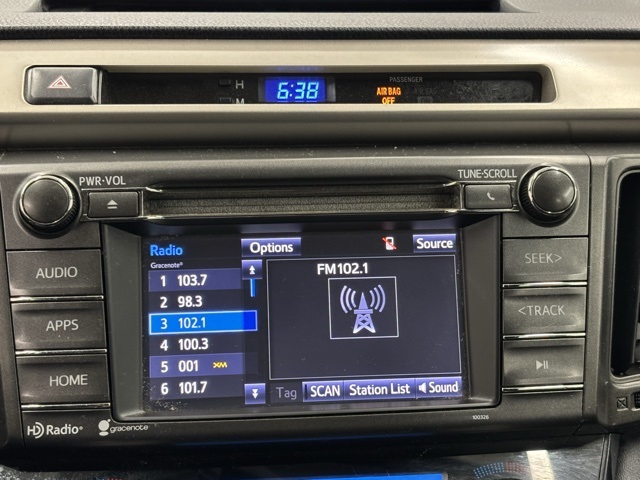 H
M
6:38
PASSENGER
AIR BAG
OFF
PWR·VOL
TUNE·SCROLL
AUDIO
APPS
HOME
Radio
Options
Source
Gracenote®
1 103.7
2 98.3
3 102.1
4 100.3
5 001 XM
6 101.7
FM102.1
Tag
SCAN
Station List
Sound
SEEK>
<TRACK
HD Radio®
gracenote
100326